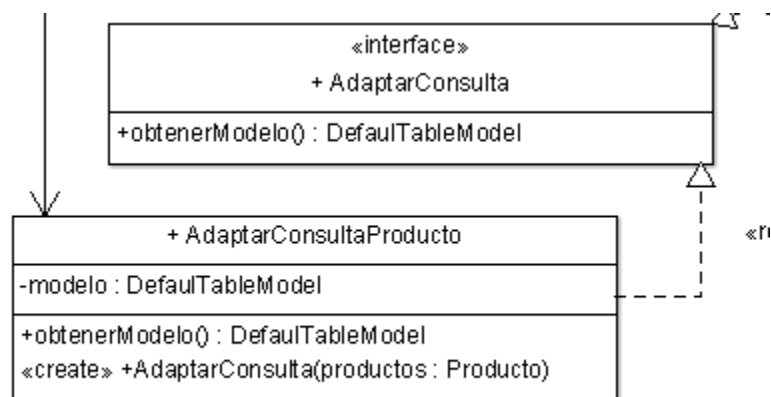 «interface»
+ AdaptarConsulta
+obtenerModelo() : DefaulTableModel
+ AdaptarConsultaProducto
-modelo : DefaulTableModel
+obtenerModelo() : DefaulTableModel
«create» +AdaptarConsulta(productos : Producto)